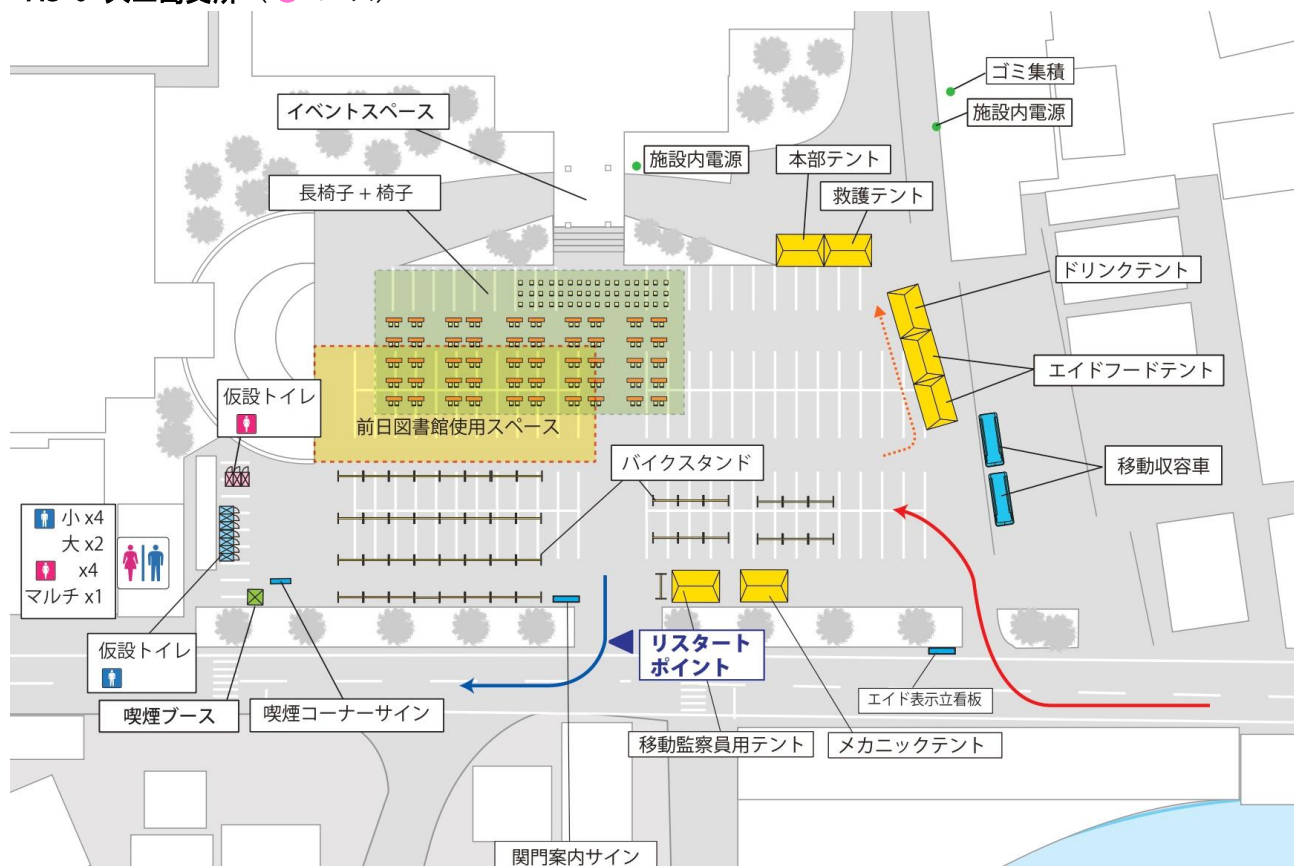 イベントスペース
長椅子 + 椅子
施設内電源
本部テント
救護テント
ゴミ集積
施設内電源
ドリンクテント
エイドフードテント
移動収容車
仮設トイレ
前日図書館使用スペース
バイクスタンド
小 x4
大 x2
x4
マルチ x1
仮設トイレ
喫煙ブース
喫煙コーナーサイン
リスタート
ポイント
エイド表示立看板
移動監察員用テント
メカニックテント
関門案内サイン